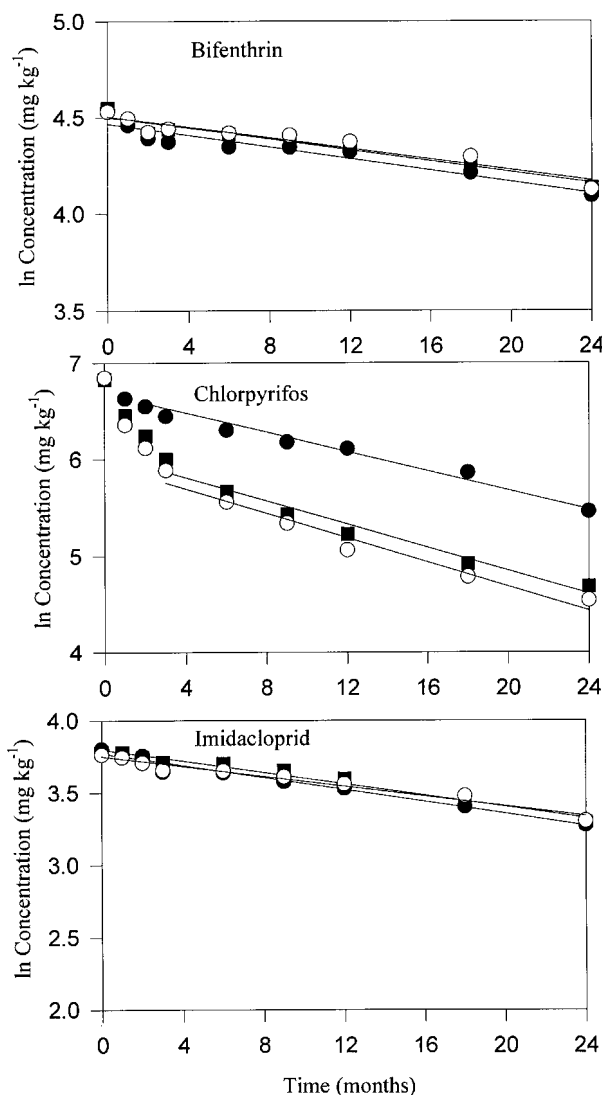 Bifenthrin
ln Concentration (mg kg⁻¹)
5.0
4.5
4.0
3.5
0 4 8 12 16 20 24
Chlorpyrifos
ln Concentration (mg kg⁻¹)
7
6
5
4
0 4 8 12 16 20 24
Imidacloprid
ln Concentration (mg kg⁻¹)
4.0
3.5
3.0
2.5
2.0
0 4 8 12 16 20 24
Time (months)